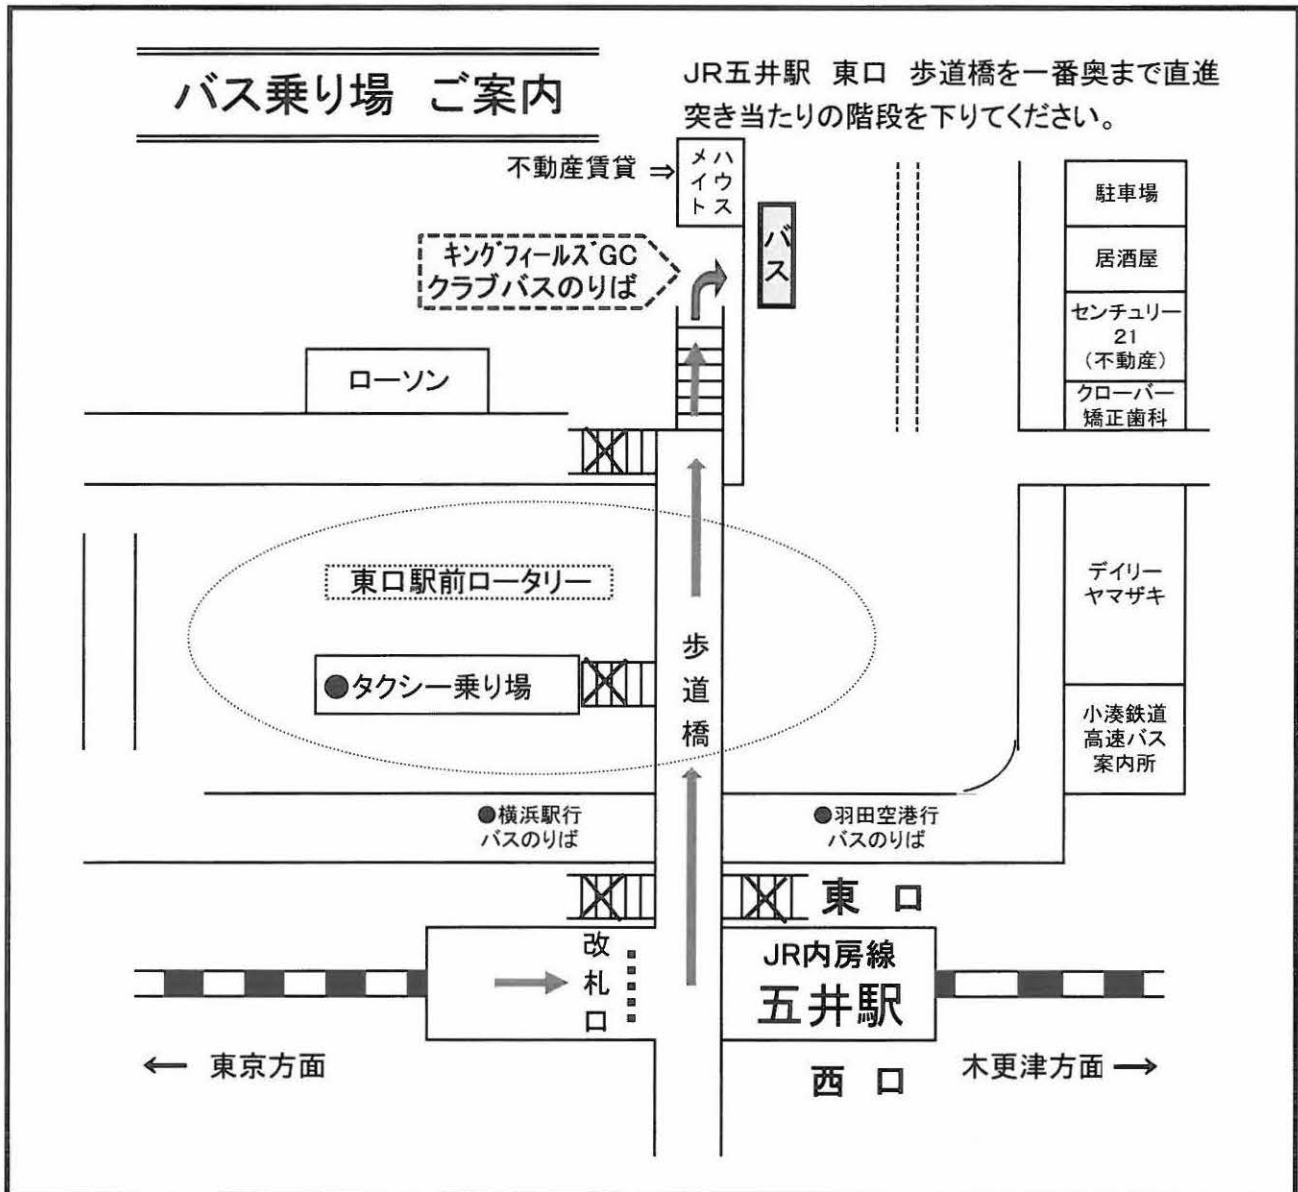 バス乗り場 ご案内
JR五井駅 東口 歩道橋を一番奥まで直進
突き当たりの階段を下りてください。
不動産賃貸 ⇒
ハウス
メイト
バス
キングフィールズGC
クラブバスのりば
駐車場
居酒屋
センチュリー
21
（不動産）
クローバー
矯正歯科
ローソン
東口駅前ロータリー
デイリー
ヤマザキ
●タクシー乗り場
歩道橋
小湊鉄道
高速バス
案内所
●横浜駅行
バスのりば
●羽田空港行
バスのりば
東 口
改札口
JR内房線
五井駅
← 東京方面
西 口
木更津方面 →